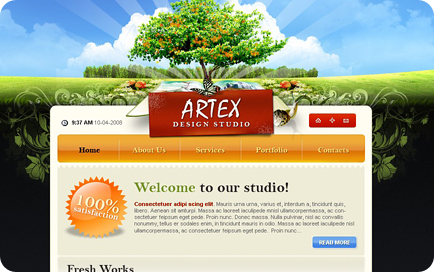 ARTEX
DESIGN STUDIO
9:37 AM 10-04-2008
Home About Us Services Portfolio Contacts
100%
satisfaction
Welcome to our studio!
Consectetuer adipi scing elit. Mauris urna urna, varius et, interdum a, tincidunt quis,
libero. Aenean sit anturpi. Massa ac laoreet iaculipede mnisl ullamcorpermassa, ac con-
sectetuer feipsum eget pede. Proin nunc. Donec massa. Nulla pulvinar, nisl ac convallis
nonummy, tellus er sodales enim, in tincidunt mauris in odio. Massa ac laoreet iaculipede
ullamcorpermassa, ac consectetuer feipsum eget pede. Proin nunc...
READ MORE
Fresh Works